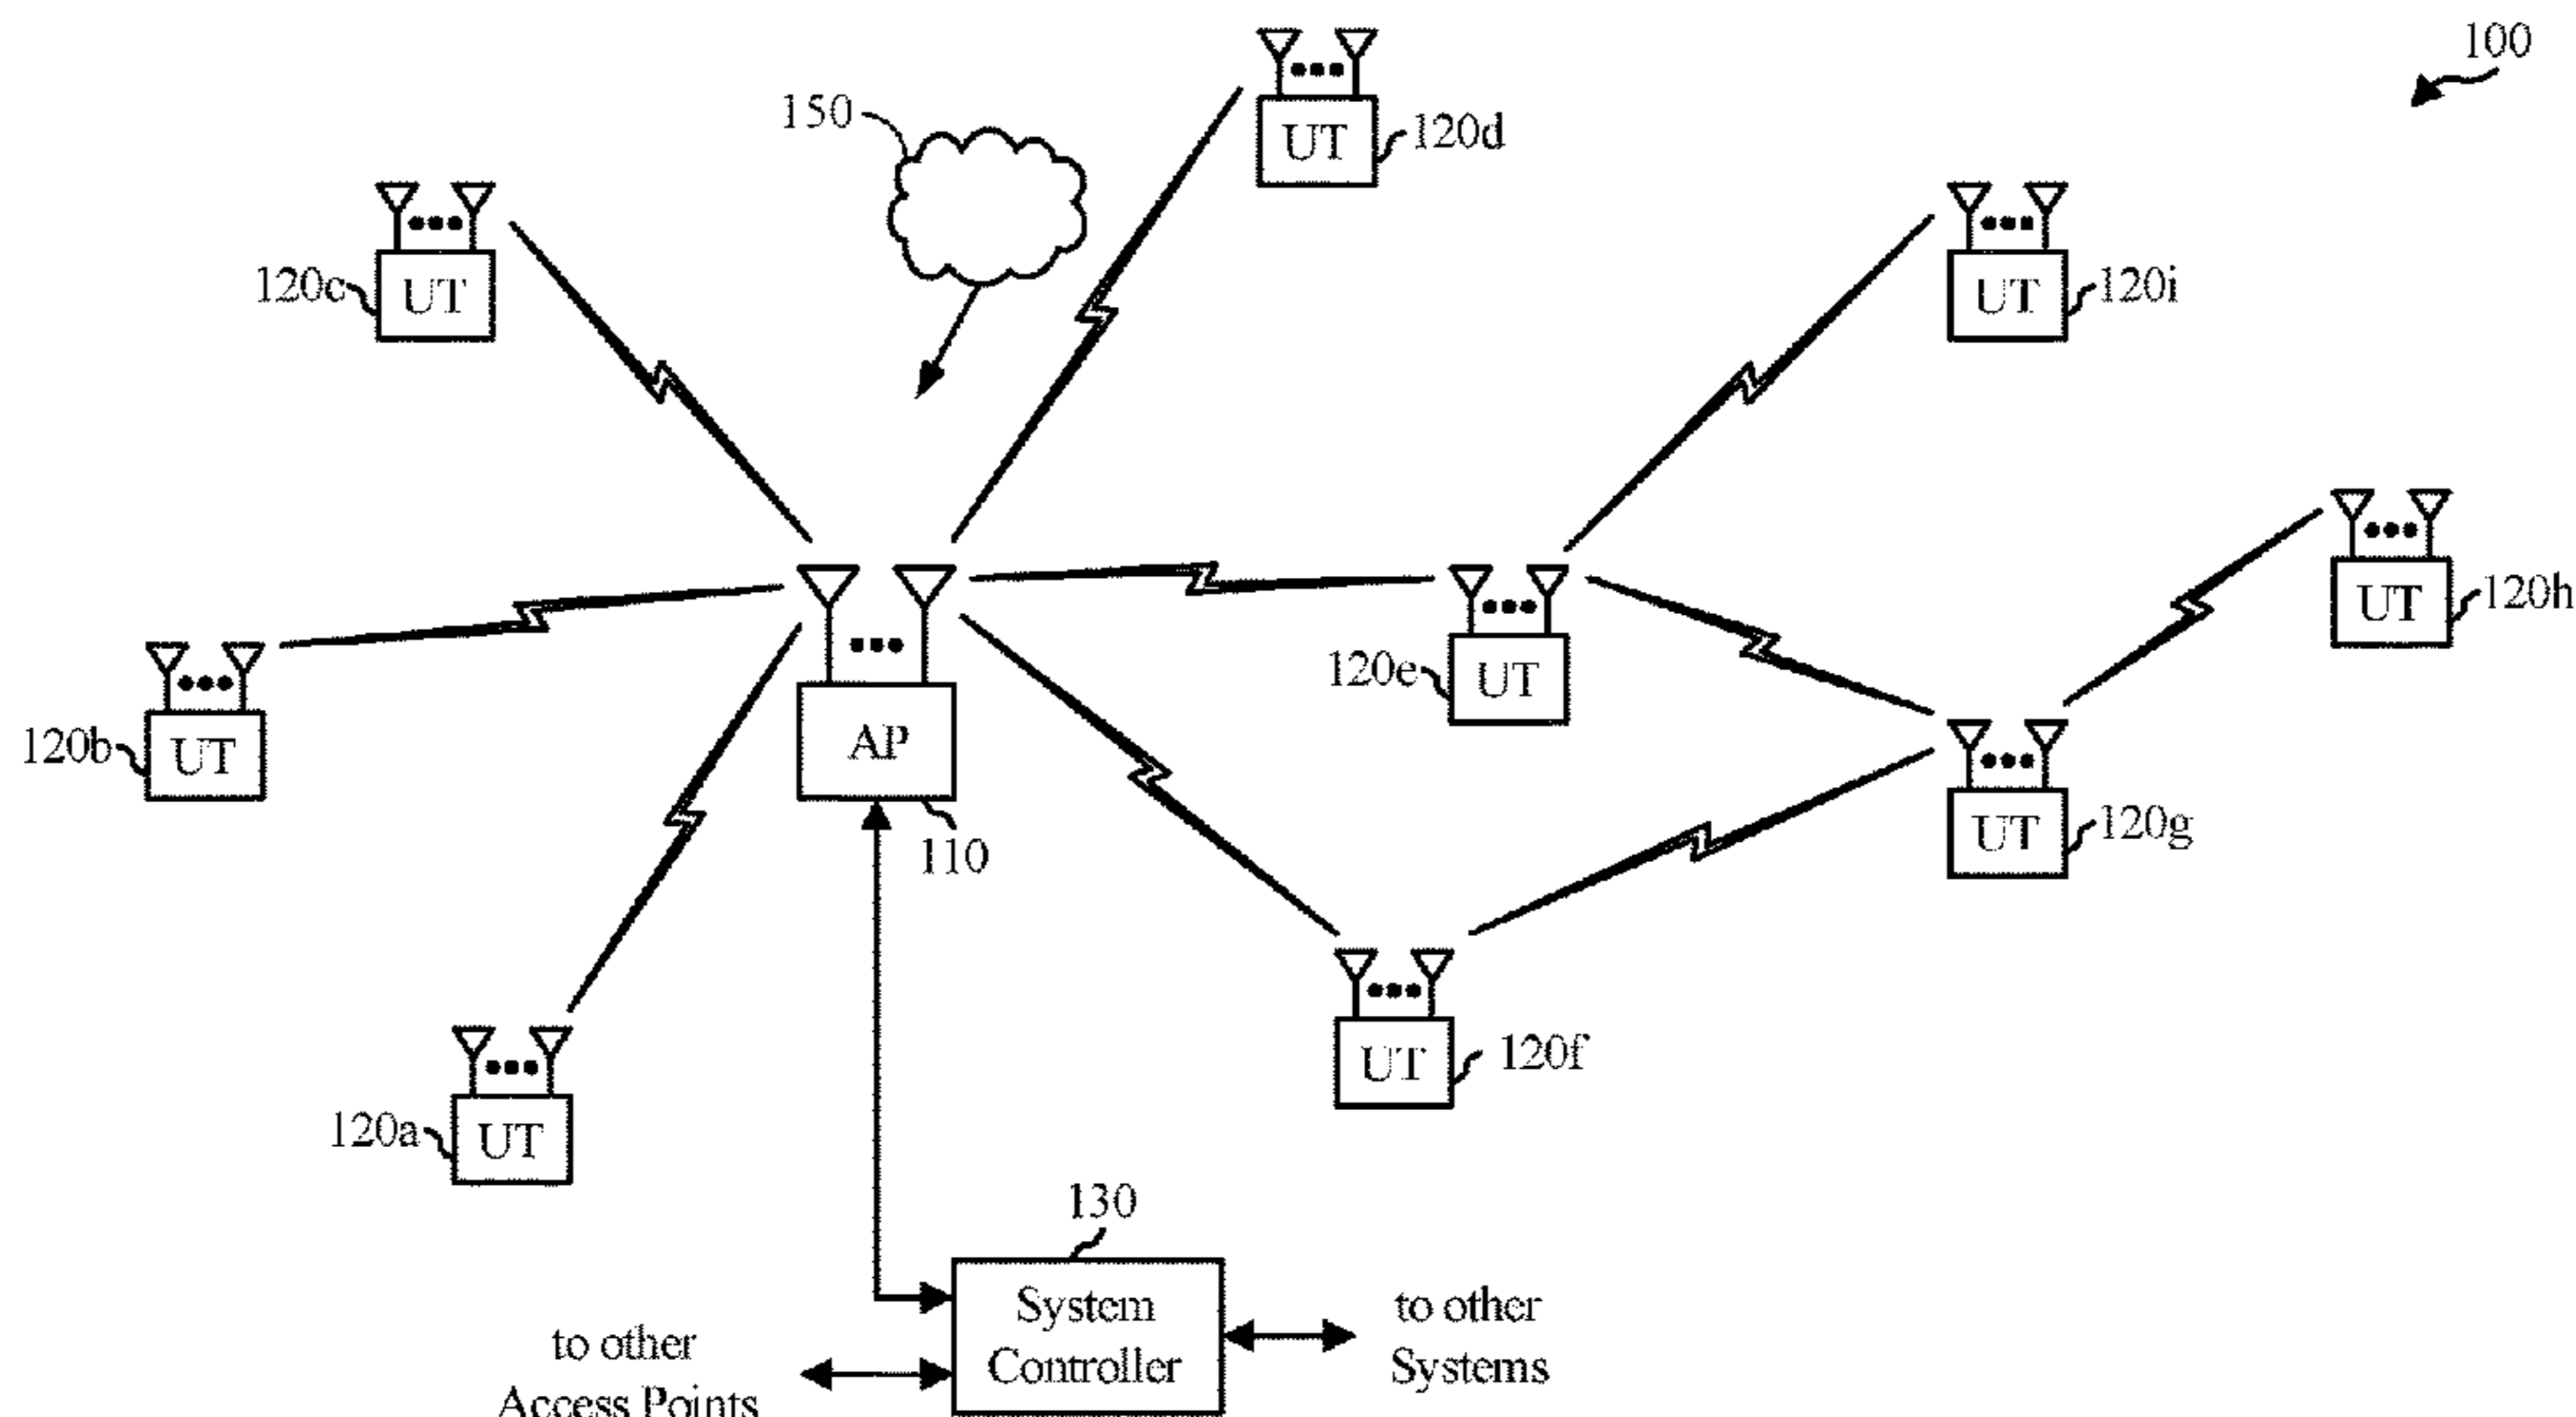 100
150
UT
120d
120c
UT
UT
120i
UT
120h
120e
UT
120b
UT
AP
110
UT
120g
UT
120f
120a
UT
130
System
Controller
to other
Systems
to other
Access Points